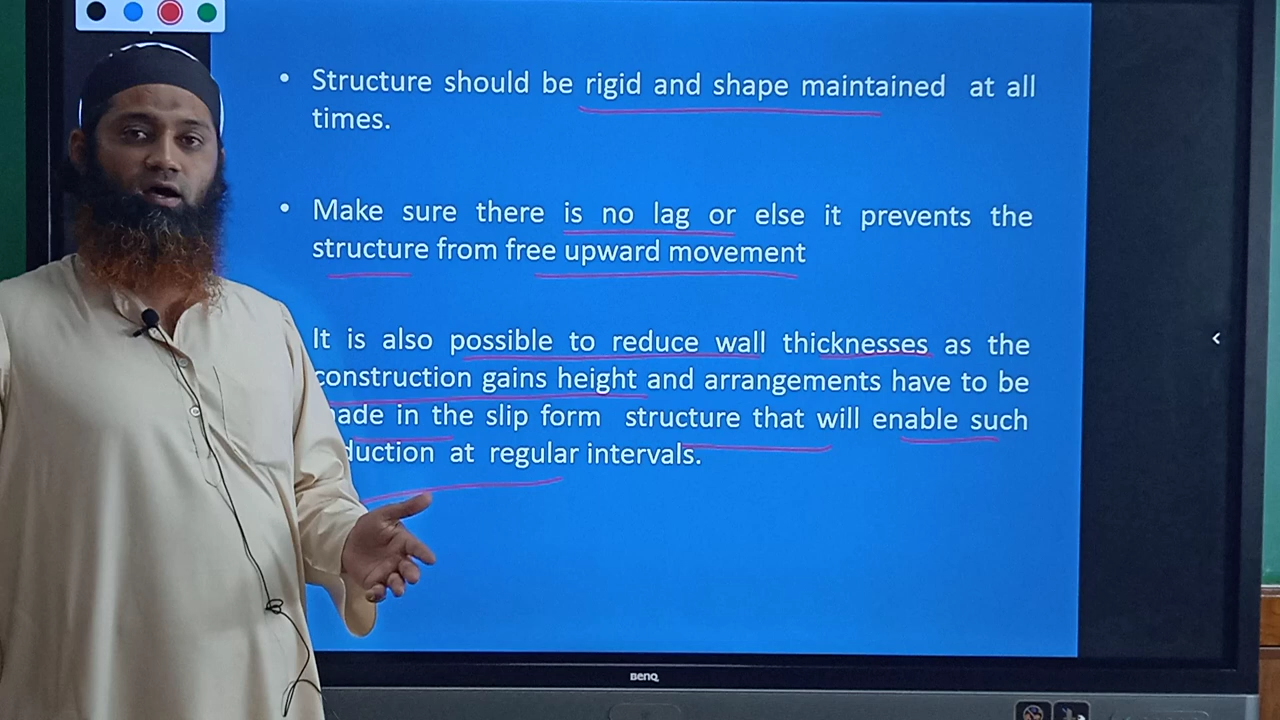 • Structure should be rigid and shape maintained at all
times.
• Make sure there is no lag or else it prevents the
structure from free upward movement
It is also possible to reduce wall thicknesses as the
construction gains height and arrangements have to be
in the slip form structure that will enable such
at regular intervals.
BenQ